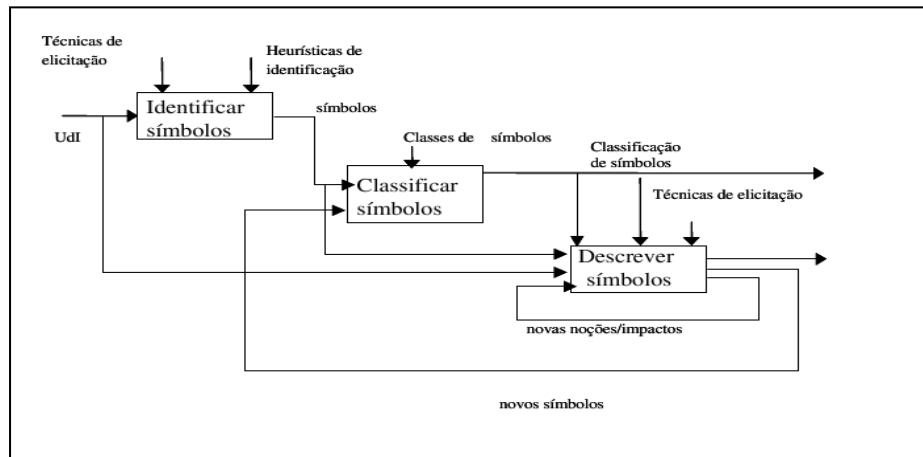 Técnicas de
elicitação
Heurísticas de
identificação
Identificar
símbolos
símbolos
UdI
Classes de símbolos
Classificação
de símbolos
Classificar
símbolos
Técnicas de elicitação
Descrever
símbolos
novas noções/impactos
novos símbolos